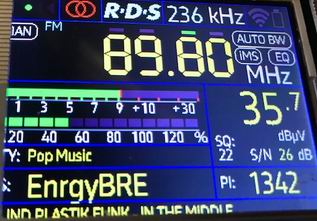 R·D·S 236 kHz
IAN FM AUTO BW
89.80 MHz
iMS EQ
1 3 5 7 9 +10 +30
35.7 dBµV
20 40 60 80 100 120 %
SQ: 22 S/N 26 dB
Y: Pop Music
EnrgyBRE PI: 1342
IND PLASTIK FUNK - IN THE MIDDLE